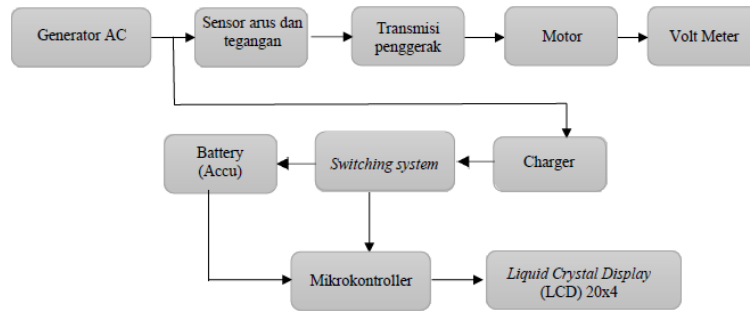 Generator AC
Sensor arus dan
tegangan
Transmisi
penggerak
Motor
Volt Meter
Battery
(Accu)
Switching system
Charger
Mikrokontroller
Liquid Crystal Display
(LCD) 20x4